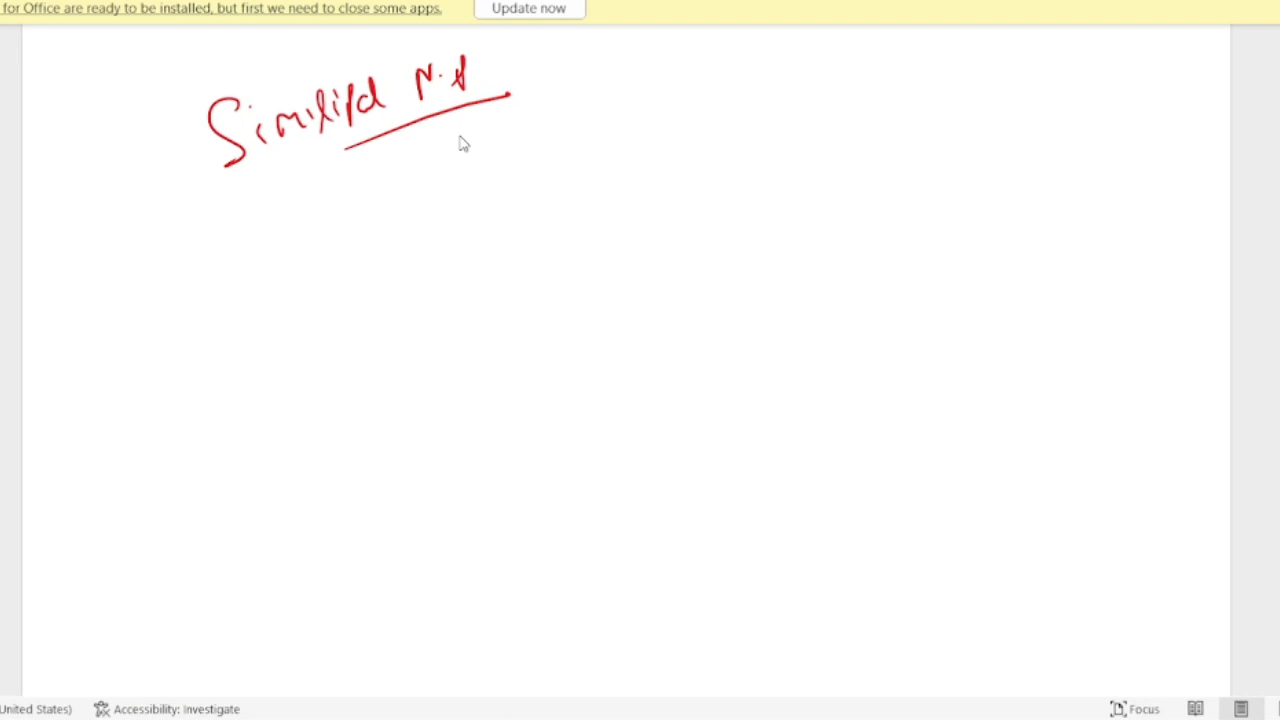 for Office are ready to be installed, but first we need to close some apps.
Update now
United States)
Accessibility: Investigate
Focus